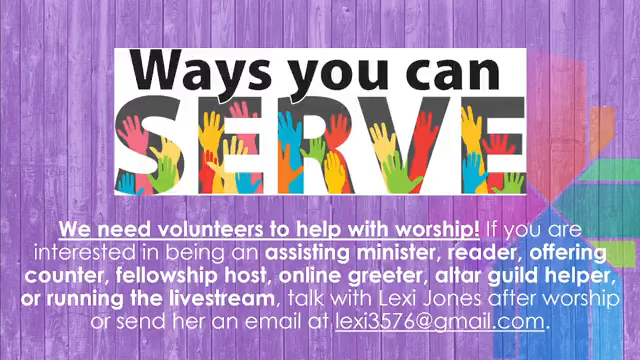 Ways you can
SERVE
We need volunteers to help with worship! If you are
interested in being an assisting minister, reader, offering
counter, fellowship host, online greeter, altar guild helper,
or running the livestream, talk with Lexi Jones after worship
or send her an email at lexi3576@gmail.com.